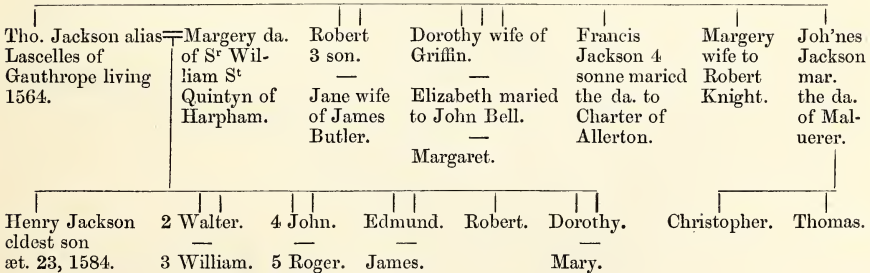 Tho. Jackson alias
Lascelles of
Gauthrope living
1564.
Margery da.
of Sʳ Wil-
liam Sᵗ
Quintyn of
Harpham.
Robert
3 son.
—
Jane wife
of James
Butler.
Dorothy wife of
Griffin.
—
Elizabeth maried
to John Bell.
—
Margaret.
Francis
Jackson 4
sonne maried
the da. to
Charter of
Allerton.
Margery
wife to
Robert
Knight.
Joh'nes
Jackson
mar.
the da.
of Mal-
uerer.
Henry Jackson
eldest son
æt. 23, 1584.
2 Walter.
—
3 William.
4 John.
—
5 Roger.
Edmund.
—
James.
Robert.
Dorothy.
—
Mary.
Christopher.
Thomas.